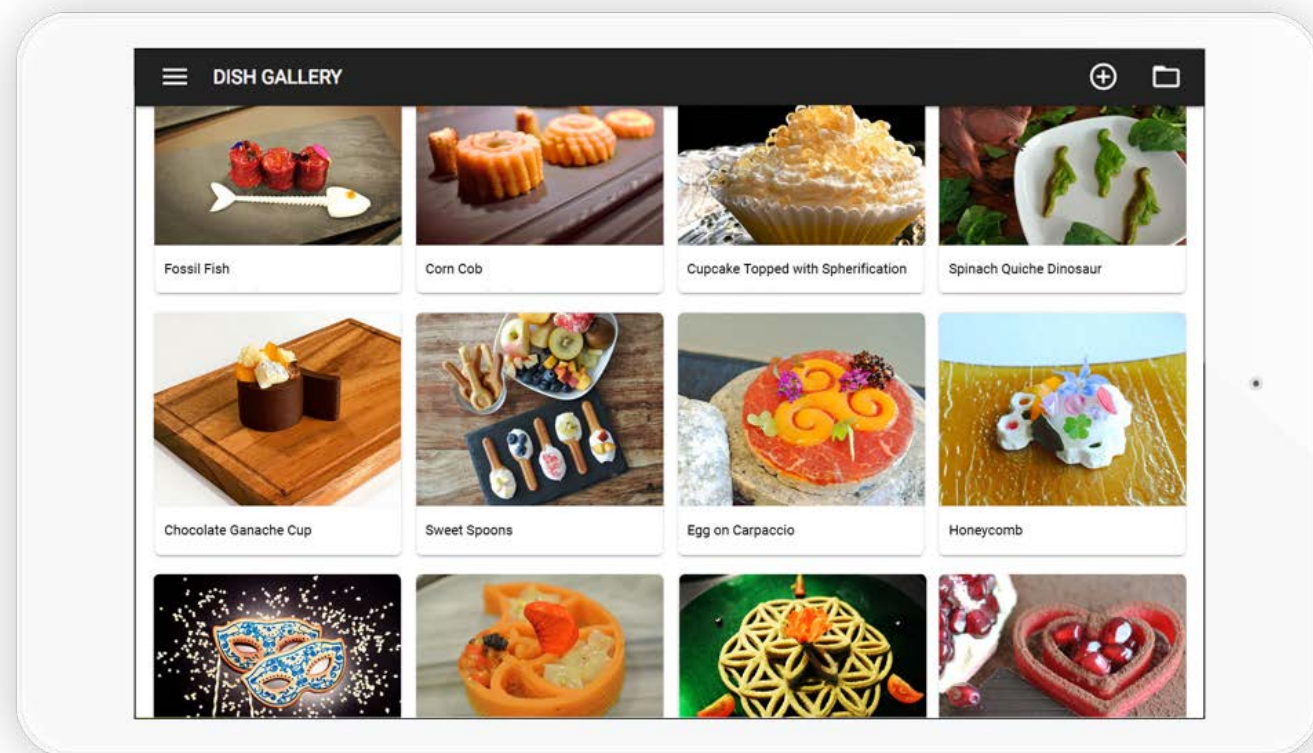 DISH GALLERY
Fossil Fish
Corn Cob
Cupcake Topped with Spherification
Spinach Quiche Dinosaur
Chocolate Ganache Cup
Sweet Spoons
Egg on Carpaccio
Honeycomb